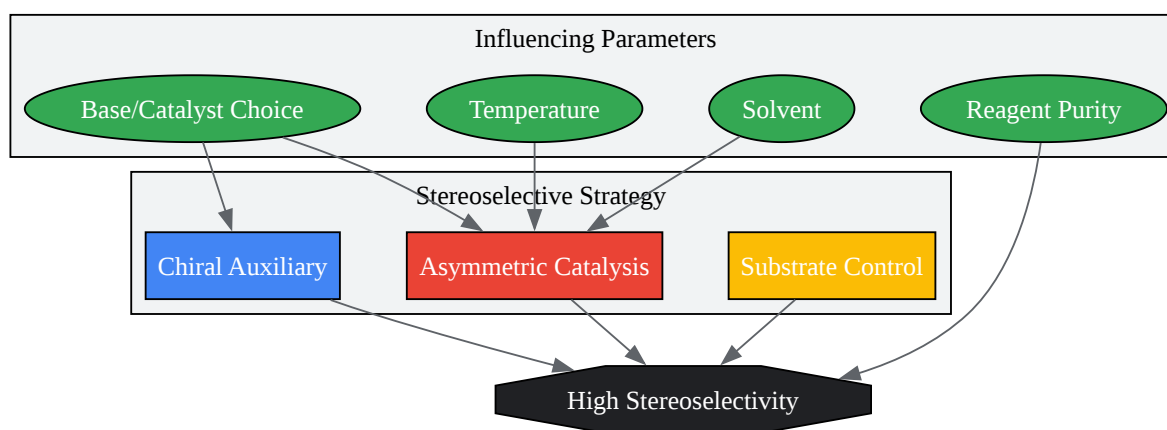 Influencing Parameters
Base/Catalyst Choice
Temperature
Solvent
Reagent Purity
Stereoselective Strategy
Chiral Auxiliary
Asymmetric Catalysis
Substrate Control
High Stereoselectivity